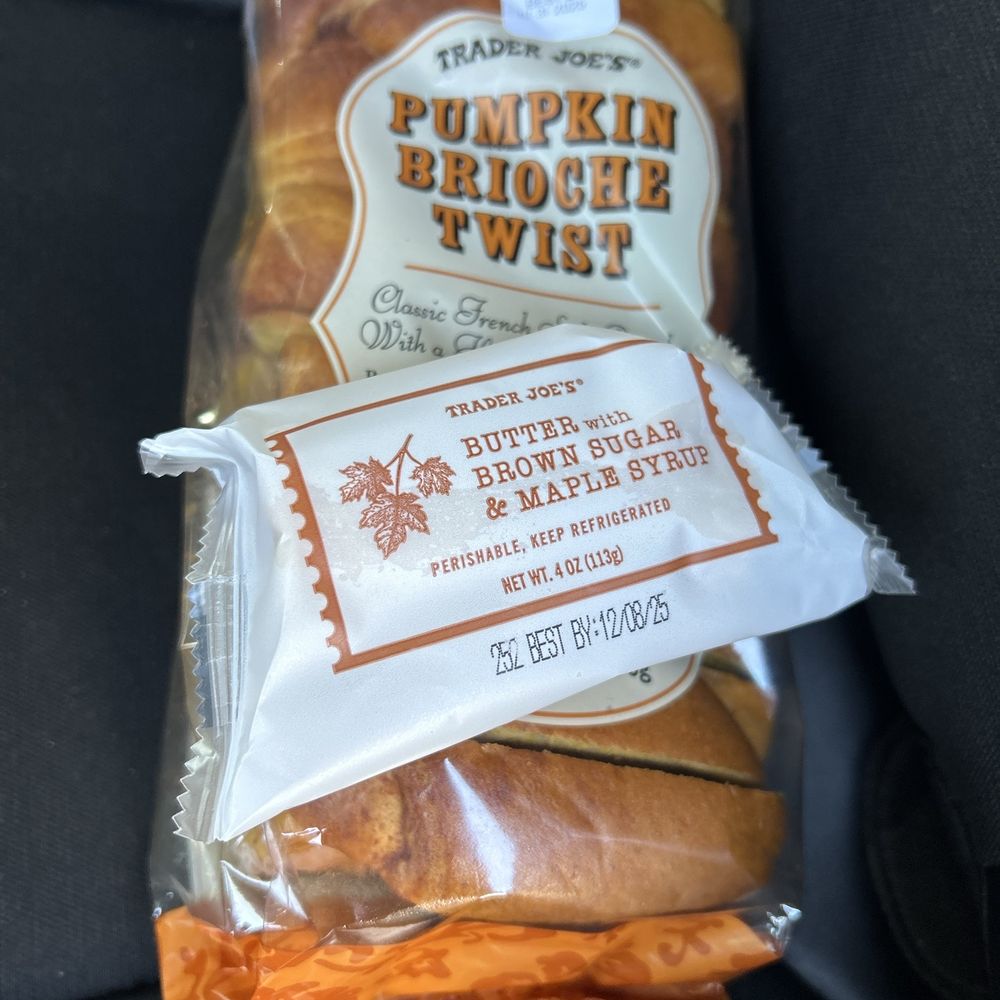 TRADER JOE'S®
PUMPKIN
BRIOCHE
TWIST
Classic French
With a
TRADER JOE'S®
BUTTER with
BROWN SUGAR
& MAPLE SYRUP
PERISHABLE, KEEP REFRIGERATED
NET WT. 4 OZ (113g)
252 BEST BY:12/08/25